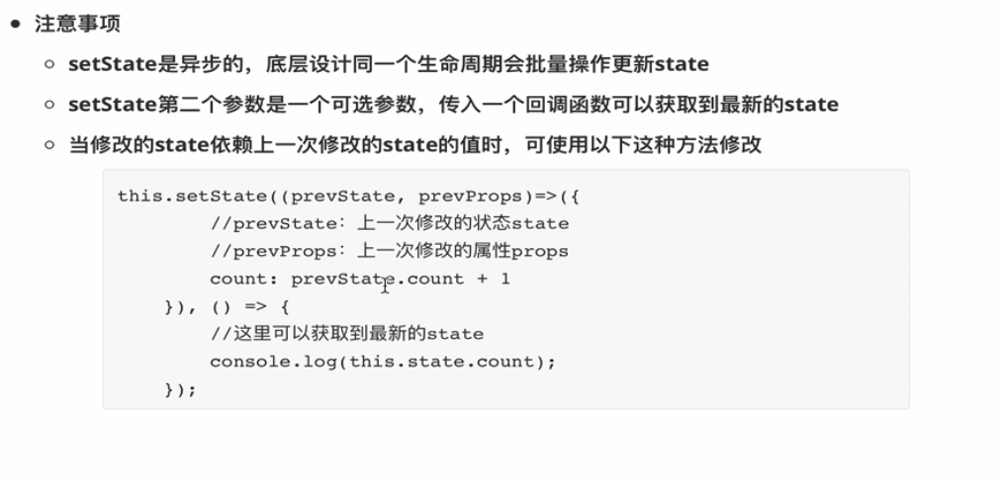 注意事项
setState是异步的，底层设计同一个生命周期会批量操作更新state
setState第二个参数是一个可选参数，传入一个回调函数可以获取到最新的state
当修改的state依赖上一次修改的state的值时，可使用以下这种方法修改
this.setState((prevState, prevProps)=>({
//prevState：上一次修改的状态state
//prevProps：上一次修改的属性props
count: prevState.count + 1
}), () => {
//这里可以获取到最新的state
console.log(this.state.count);
});